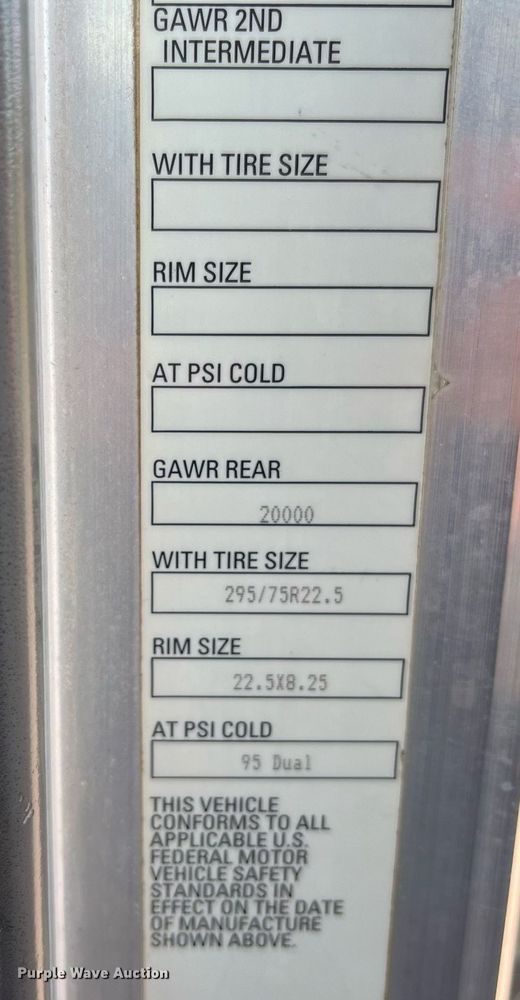 GAWR 2ND
INTERMEDIATE
WITH TIRE SIZE
RIM SIZE
AT PSI COLD
GAWR REAR
20000
WITH TIRE SIZE
295/75R22.5
RIM SIZE
22.5X8.25
AT PSI COLD
95 Dual
THIS VEHICLE
CONFORMS TO ALL
APPLICABLE U.S.
FEDERAL MOTOR
VEHICLE SAFETY
STANDARDS IN
EFFECT ON THE DATE
OF MANUFACTURE
SHOWN ABOVE.
Purple Wave Auction